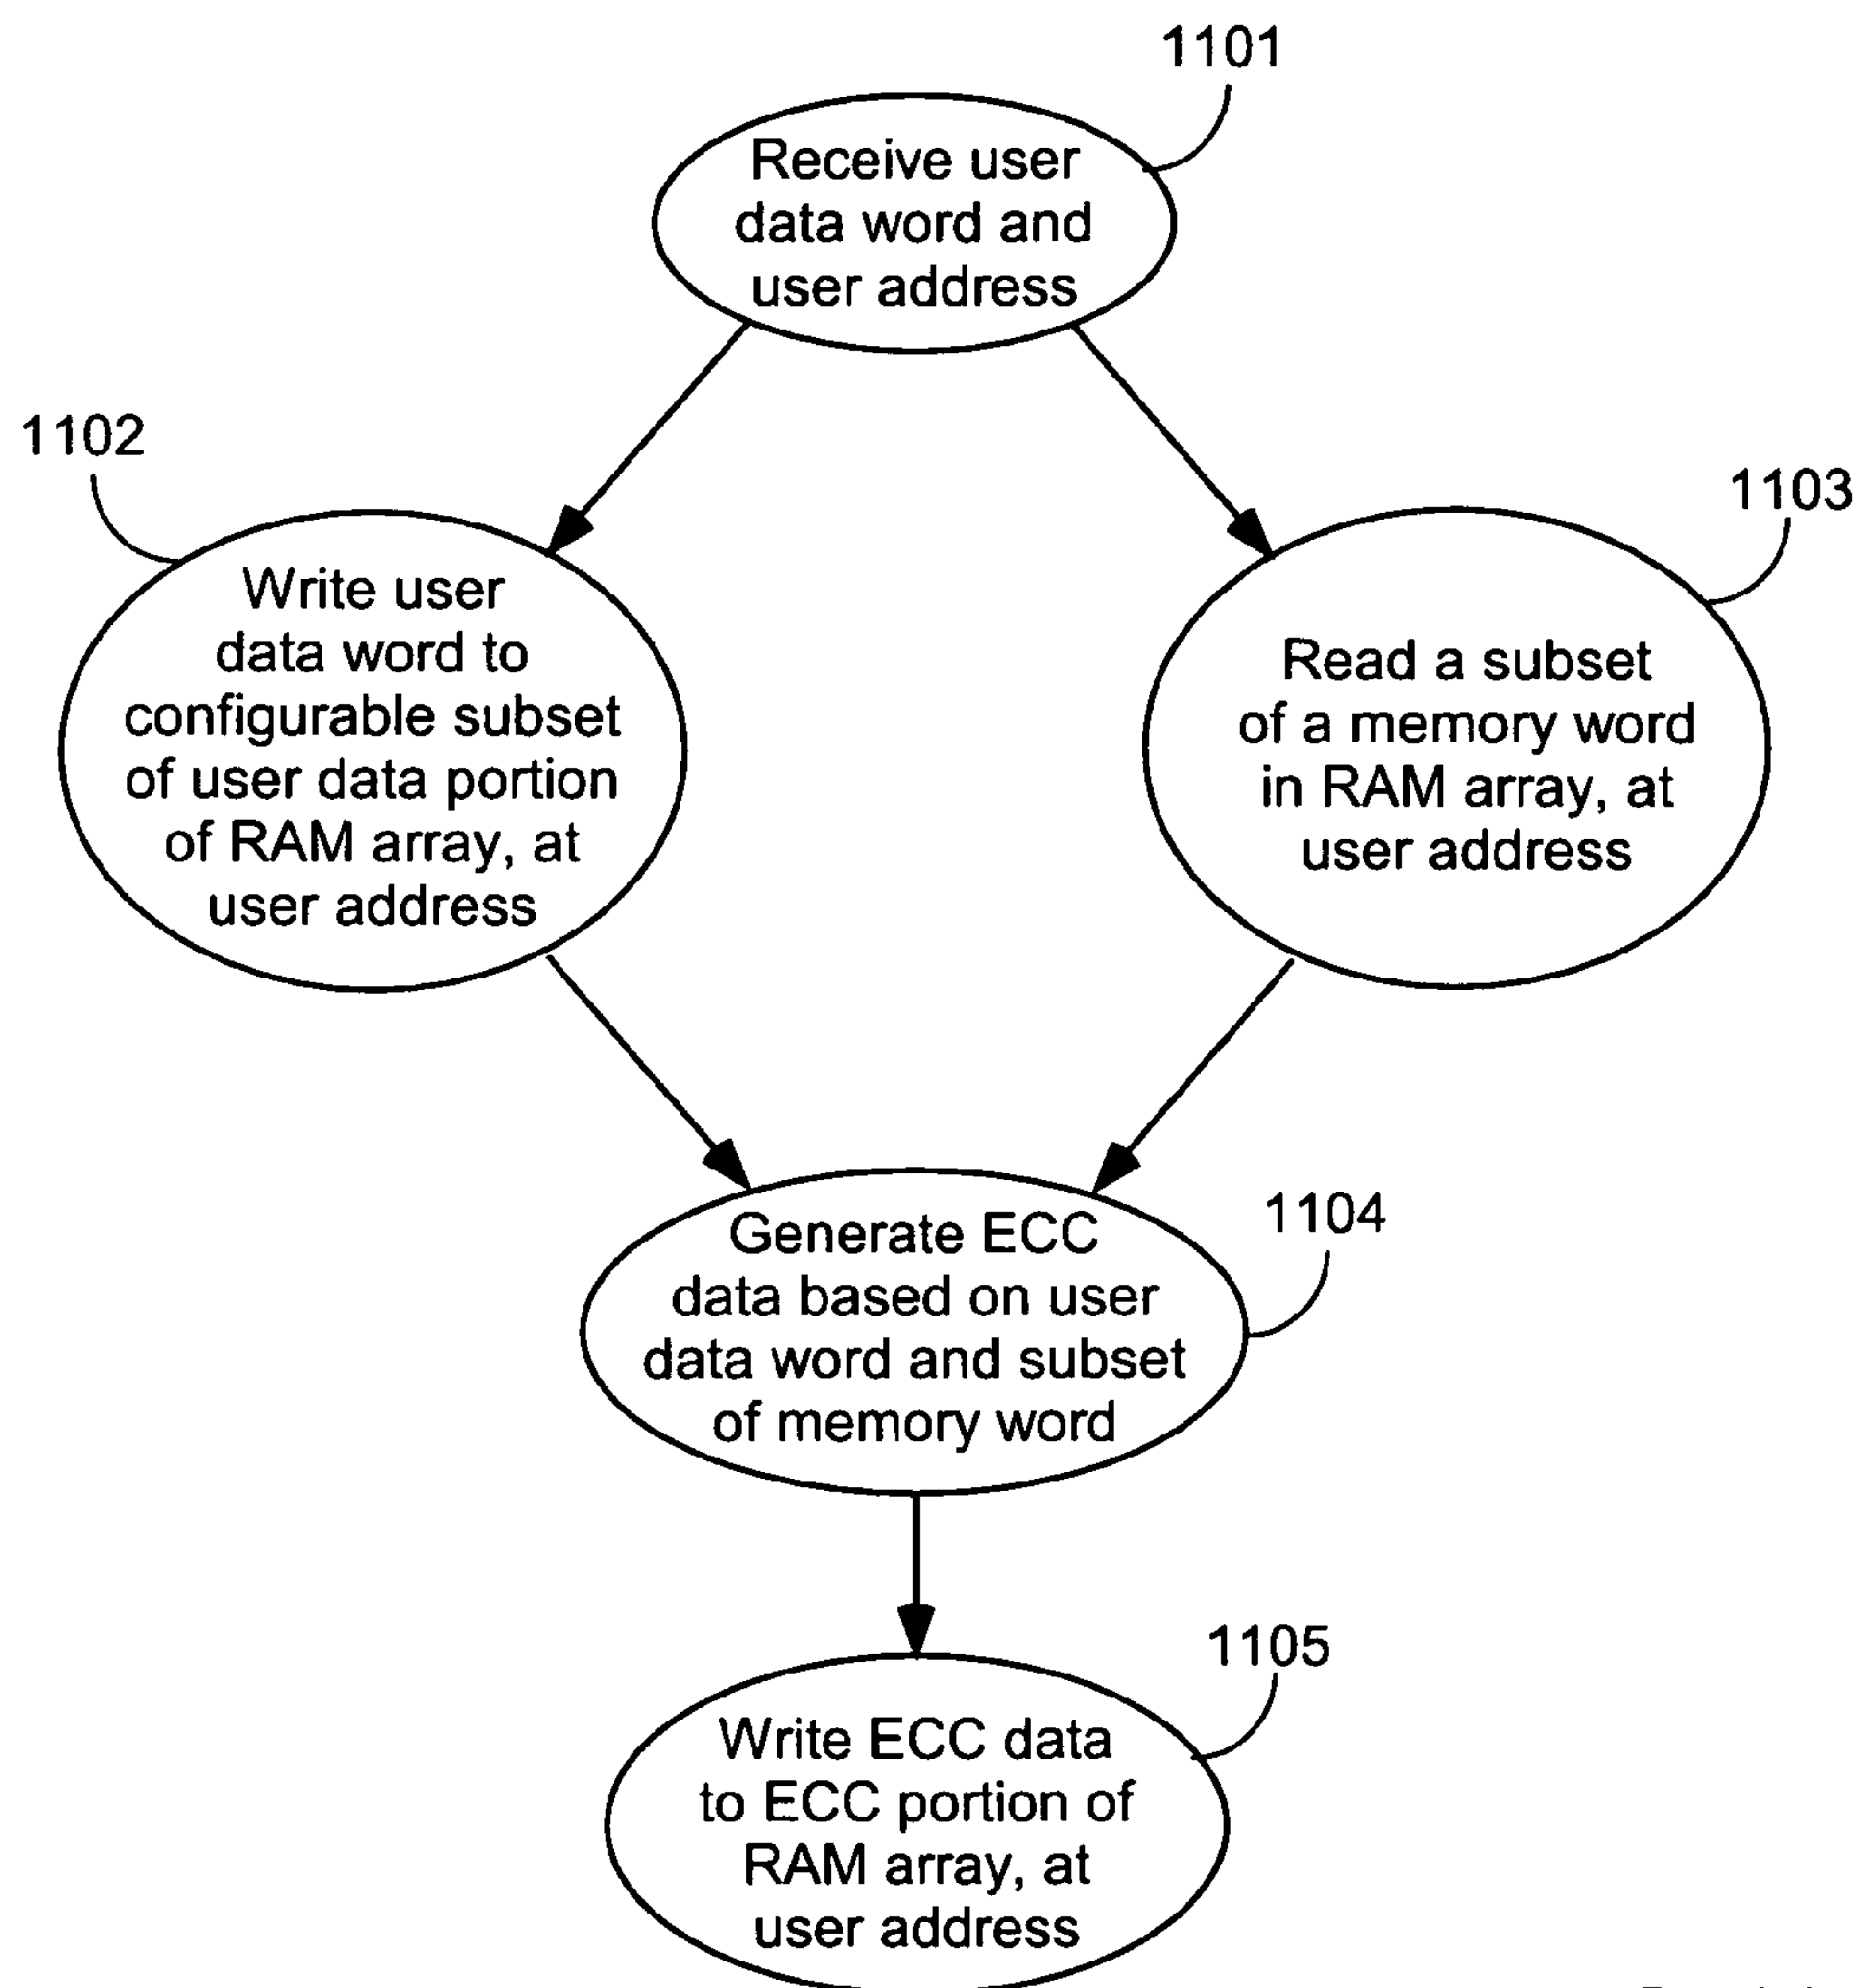 1101
Receive user
data word and
user address
1102
Write user
data word to
configurable subset
of user data portion
of RAM array, at
user address
1103
Read a subset
of a memory word
in RAM array, at
user address
1104
Generate ECC
data based on user
data word and subset
of memory word
1105
Write ECC data
to ECC portion of
RAM array, at
user address